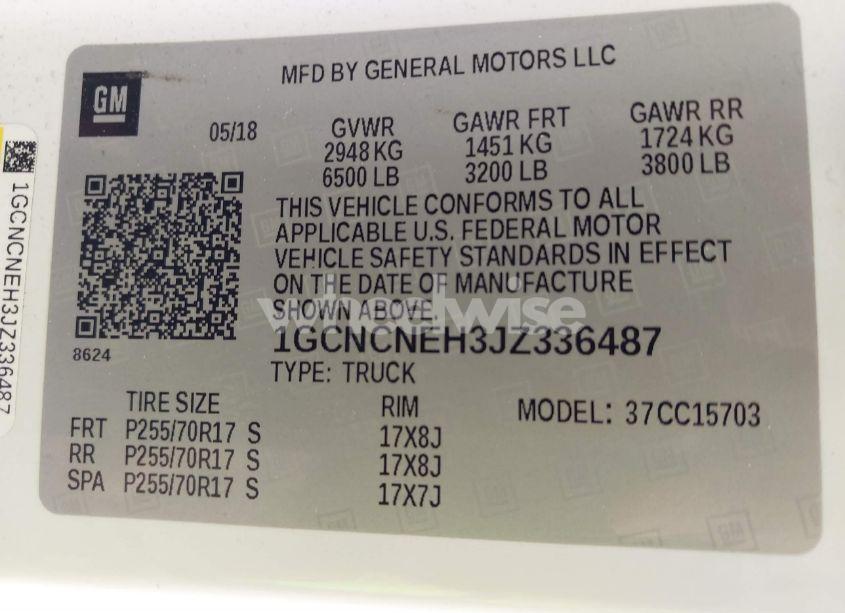 MFD BY GENERAL MOTORS LLC
GM
05/18
GVWR GAWR FRT GAWR RR
2948 KG 1451 KG 1724 KG
6500 LB 3200 LB 3800 LB
THIS VEHICLE CONFORMS TO ALL
APPLICABLE U.S. FEDERAL MOTOR
VEHICLE SAFETY STANDARDS IN EFFECT
ON THE DATE OF MANUFACTURE
SHOWN ABOVE.
1GCNCNEH3JZ336487
8624
TYPE: TRUCK
TIRE SIZE RIM MODEL: 37CC15703
FRT P255/70R17 S 17X8J
RR P255/70R17 S 17X8J
SPA P255/70R17 S 17X7J
1GCNCNEH3JZ336487